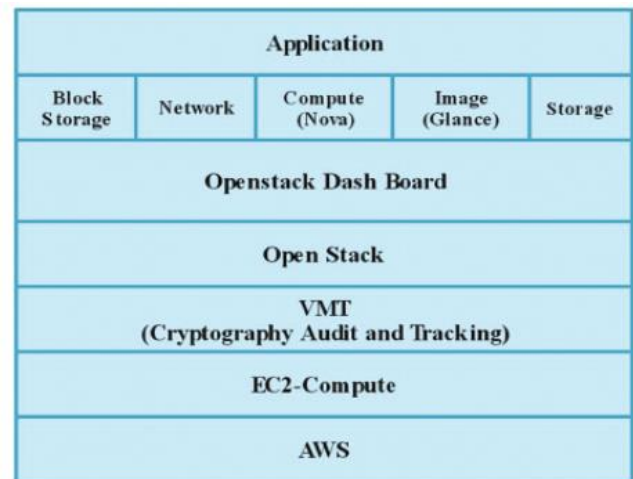 Application
Block
Storage
Network
Compute
(Nova)
Image
(Glance)
Storage
Openstack Dash Board
Open Stack
VMT
(Cryptography Audit and Tracking)
EC2-Compute
AWS